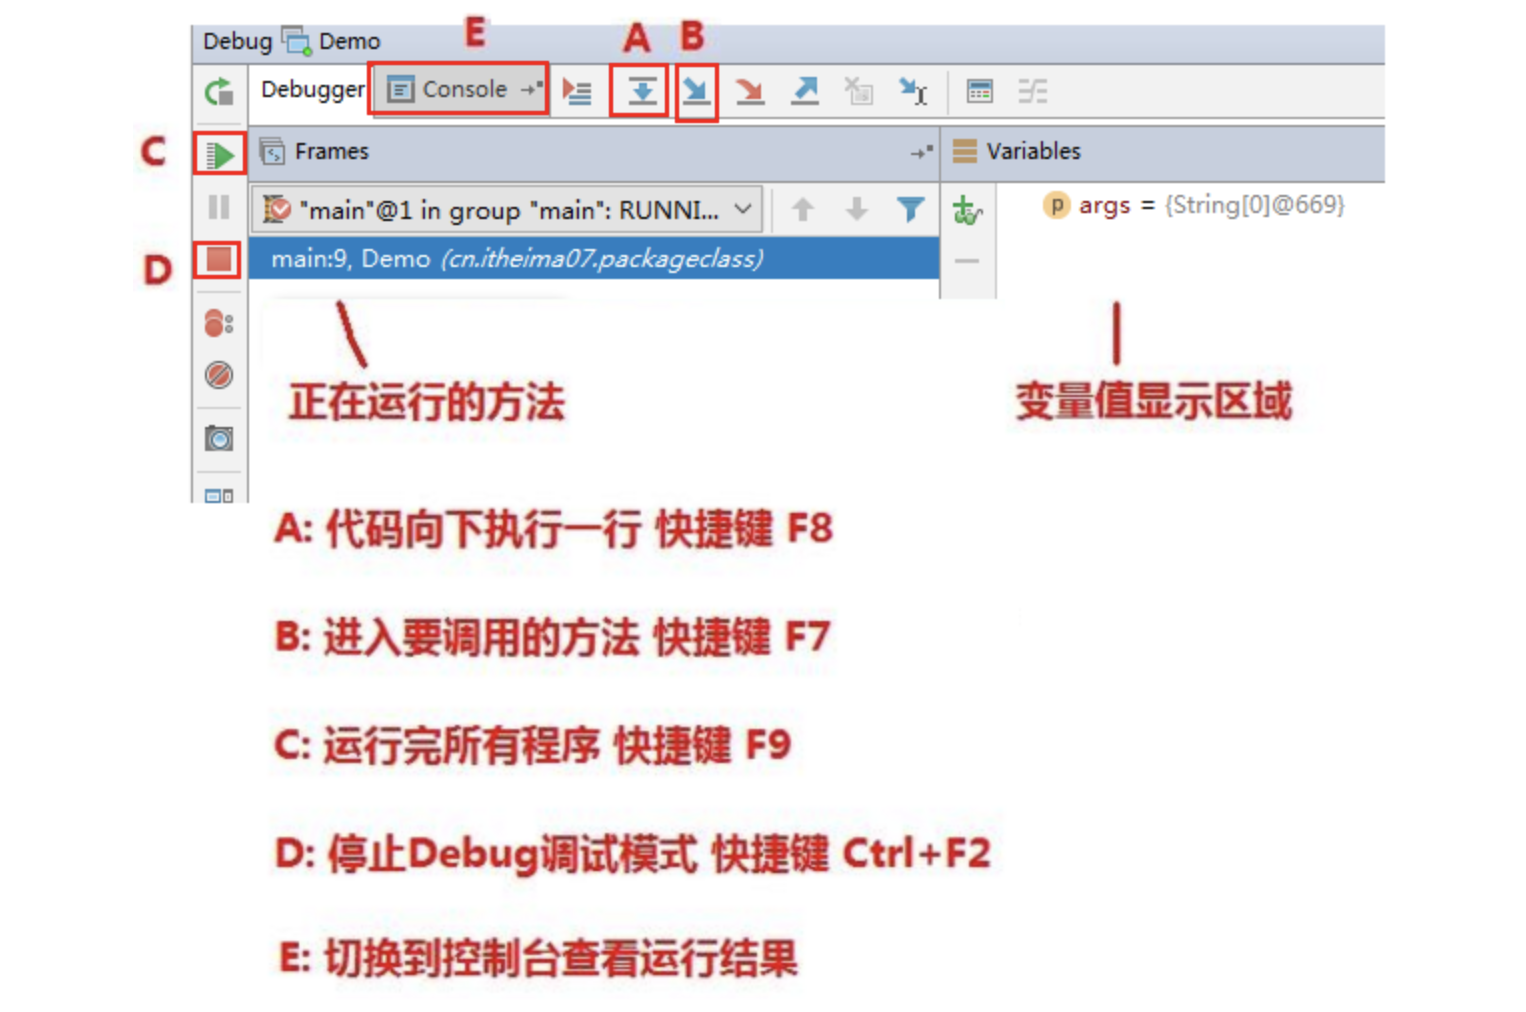 Debug Demo
E
A B
Debugger Console
C
Frames
Variables
"main"@1 in group "main": RUNNI...
p args = {String[0]@669}
D
main:9, Demo (cn.itheima07.packageclass)
正在运行的方法
变量值显示区域
A: 代码向下执行一行 快捷键 F8
B: 进入要调用的方法 快捷键 F7
C: 运行完所有程序 快捷键 F9
D: 停止Debug调试模式 快捷键 Ctrl+F2
E: 切换到控制台查看运行结果